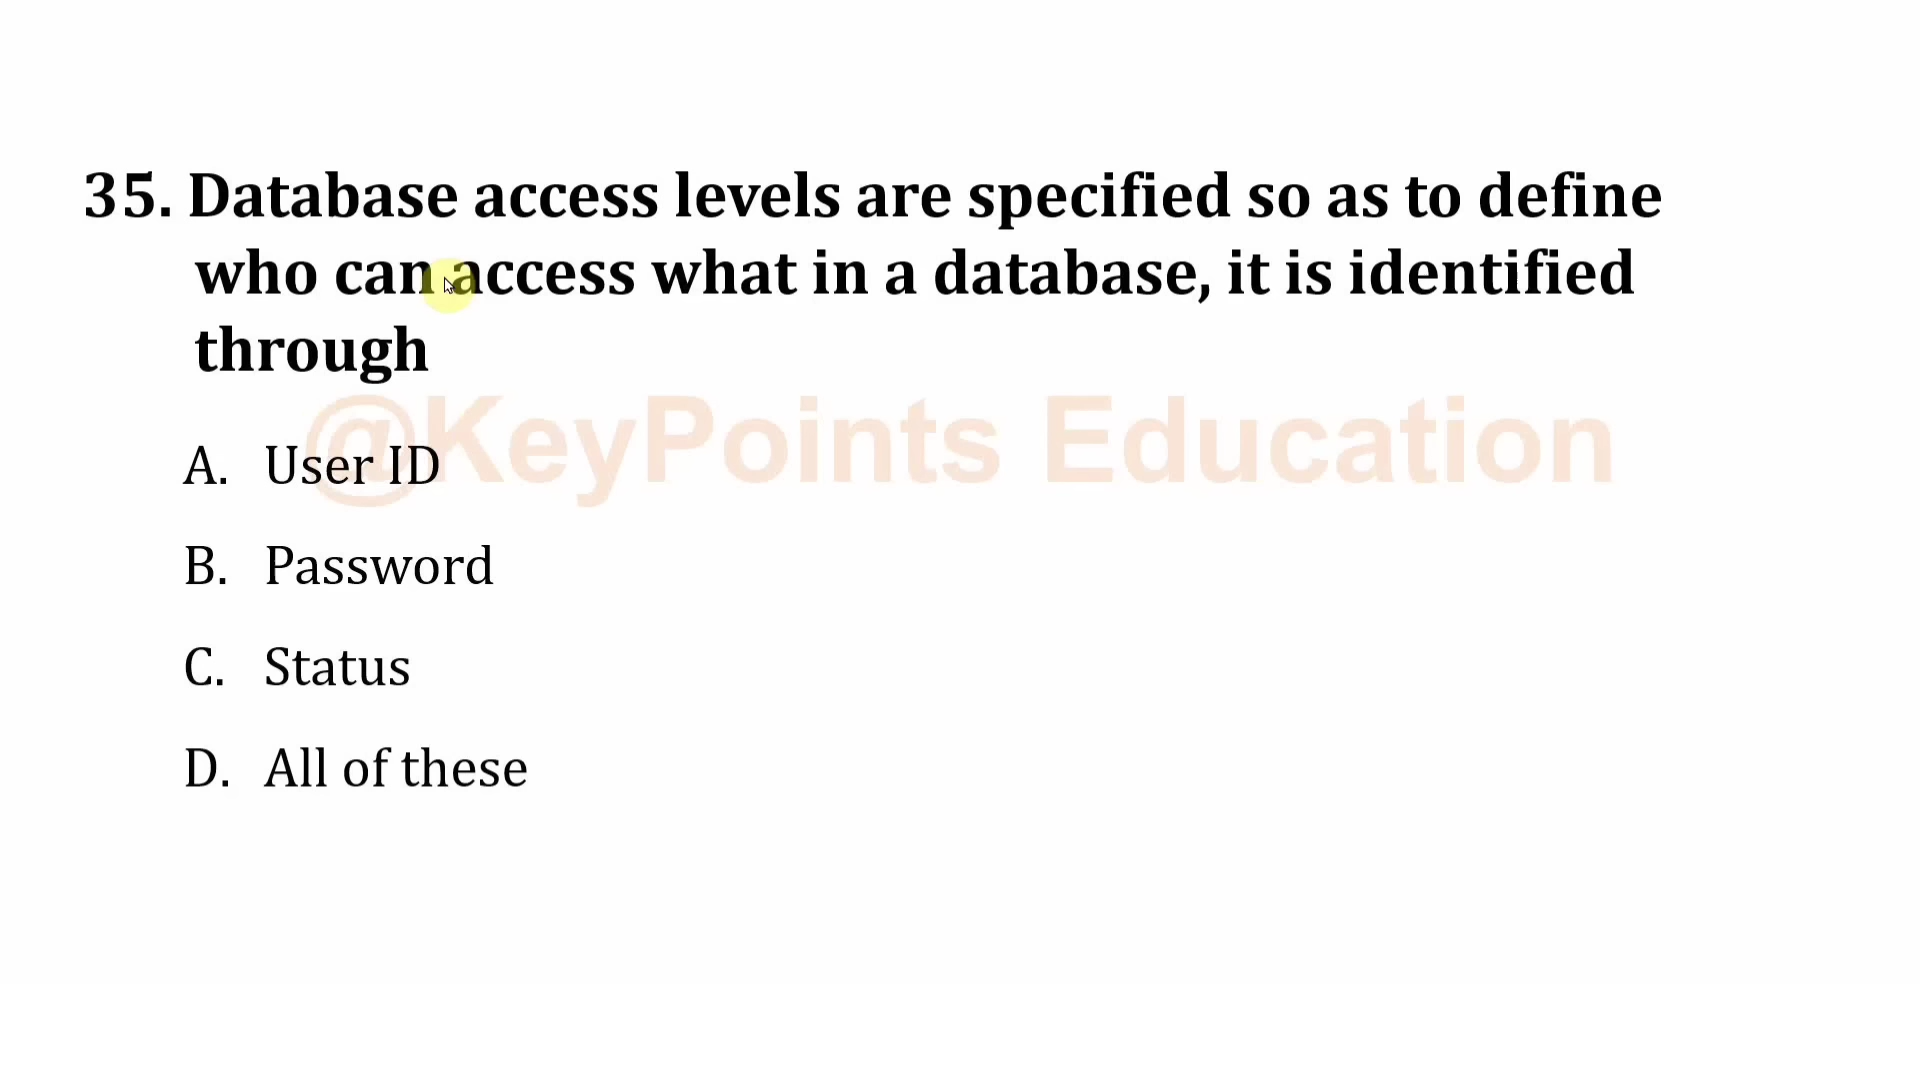 35. Database access levels are specified so as to define
who can access what in a database, it is identified
through
@KeyPoints Education
A. User ID
B. Password
C. Status
D. All of these